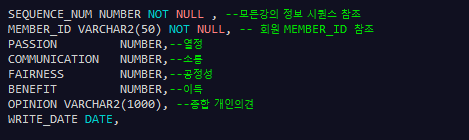 SEQUENCE_NUM NUMBER NOT NULL , --모든강의 정보 시퀀스 참조
MEMBER_ID VARCHAR2(50) NOT NULL, -- 회원 MEMBER_ID 참조
PASSION NUMBER,--열정
COMMUNICATION NUMBER,--소통
FAIRNESS NUMBER,--공정성
BENEFIT NUMBER,--이득
OPINION VARCHAR2(1000), --종합 개인의견
WRITE_DATE DATE,